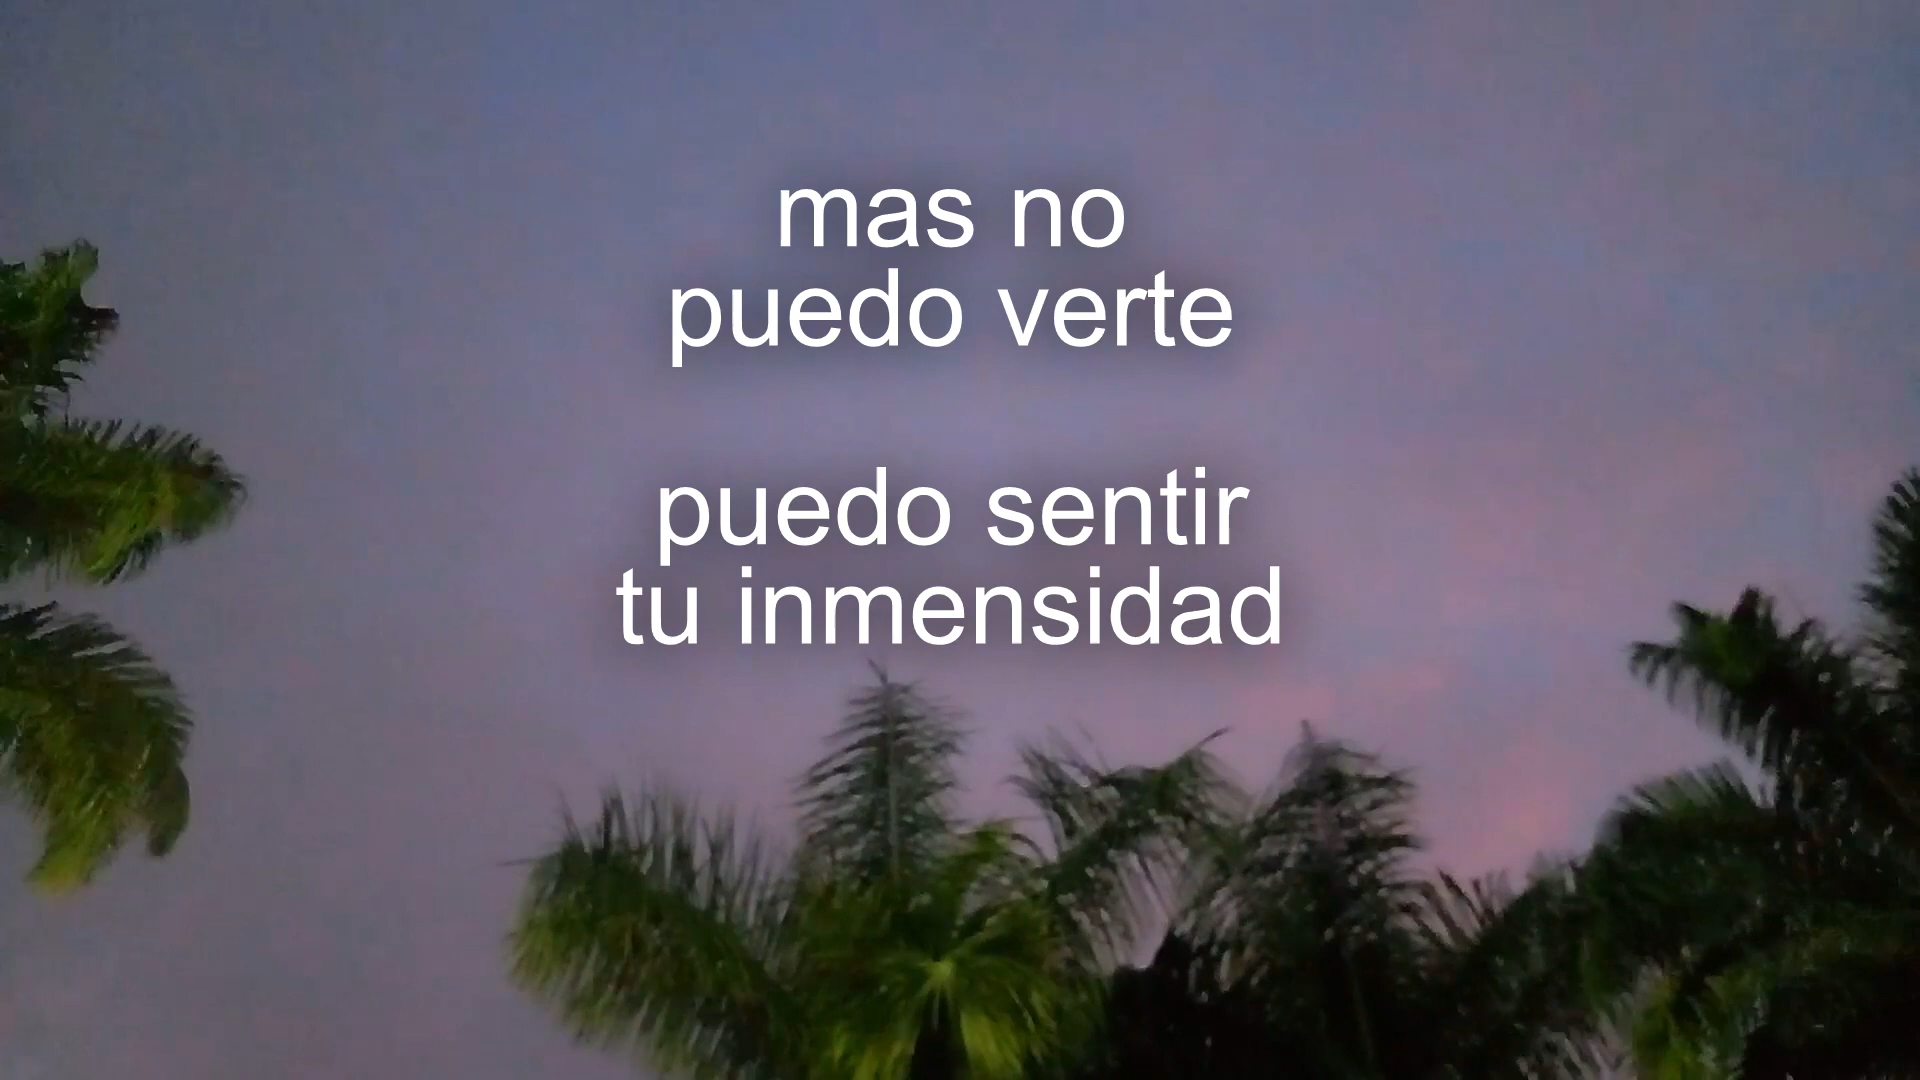 mas no
puedo verte
puedo sentir
tu inmensidad